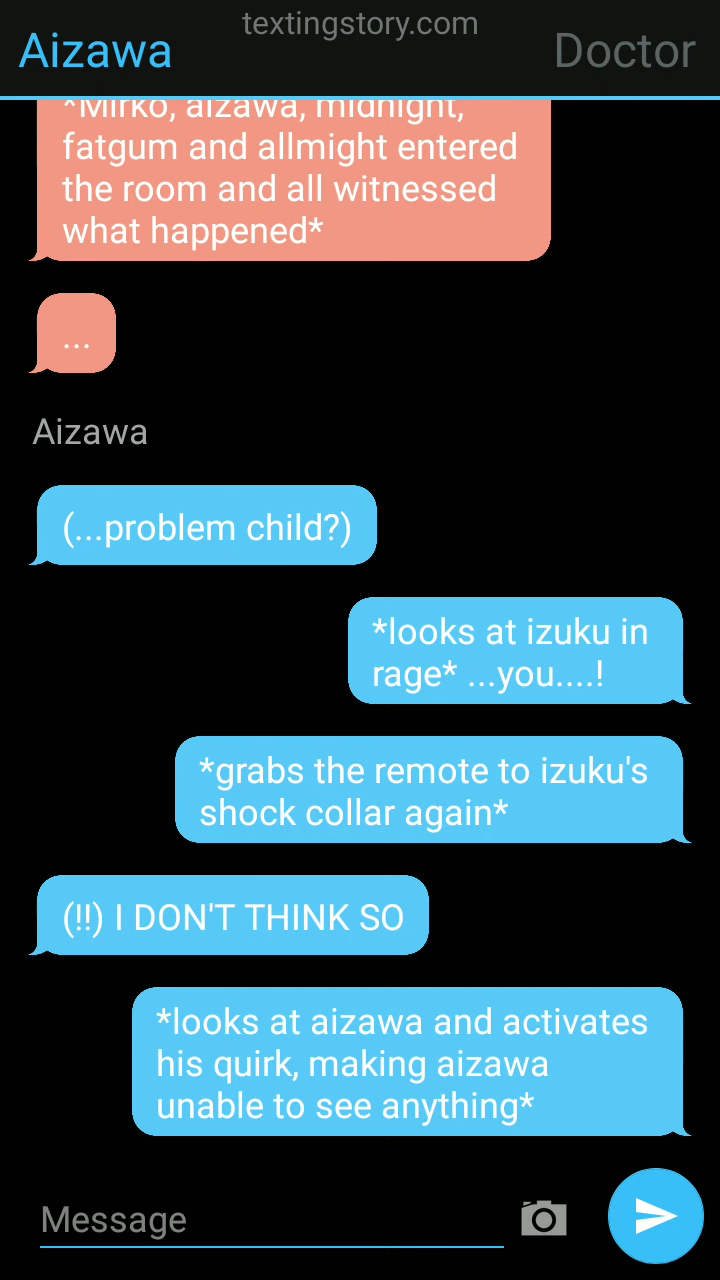 textingstory.com
Aizawa
Doctor
*Mirko, aizawa, midnight,
fatgum and allmight entered
the room and all witnessed
what happened*
...
Aizawa
(...problem child?)
*looks at izuku in
rage* ...you....!
*grabs the remote to izuku's
shock collar again*
(!!) I DON'T THINK SO
*looks at aizawa and activates
his quirk, making aizawa
unable to see anything*
Message